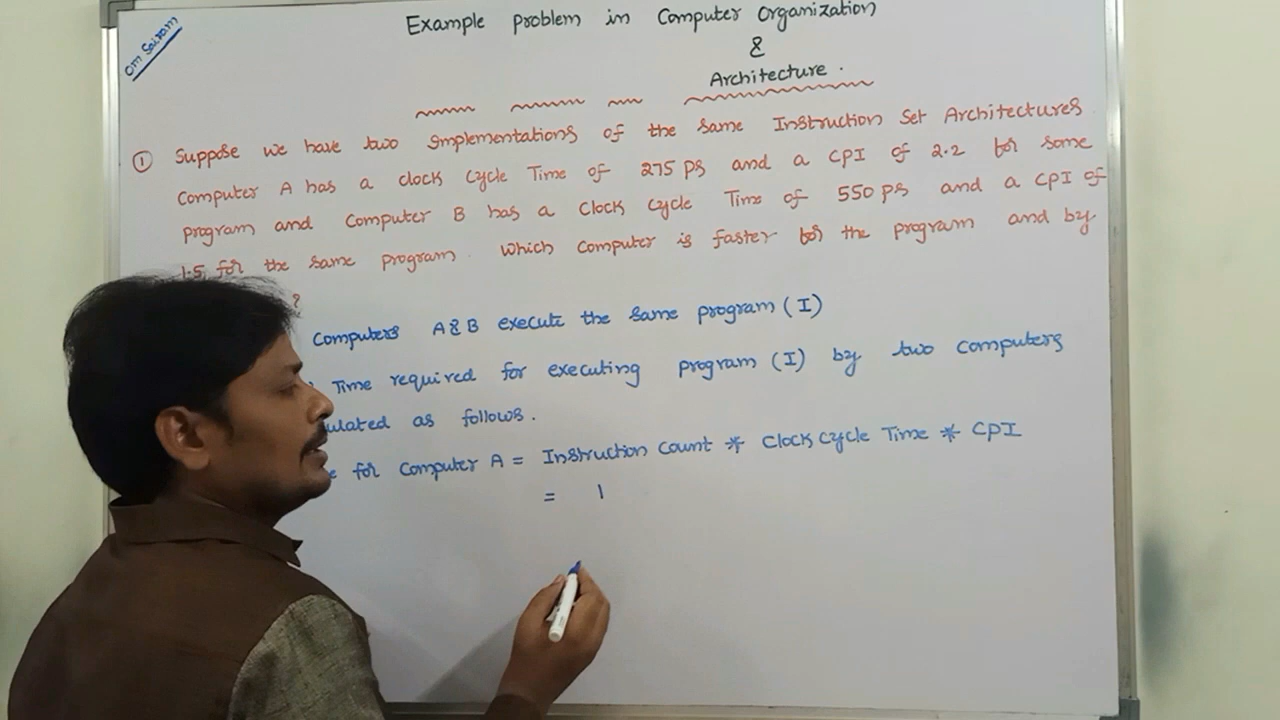 Om Sairam
Example problem in Computer Organization
&
Architecture.
① Suppose we have two Implementations of the same Instruction Set Architectures
Computer A has a clock cycle Time of 275 ps and a CPI of 2.2 for some
program and Computer B has a Clock cycle Time of 550 ps and a CPI of
1.5 for the same program. Which Computer is faster for the program and by
?
Computers A & B execute the same program (I)
Time required for executing program (I) by two computers
ulated as follows.
e for Computer A = Instruction Count * Clock Cycle Time * CPI
= I